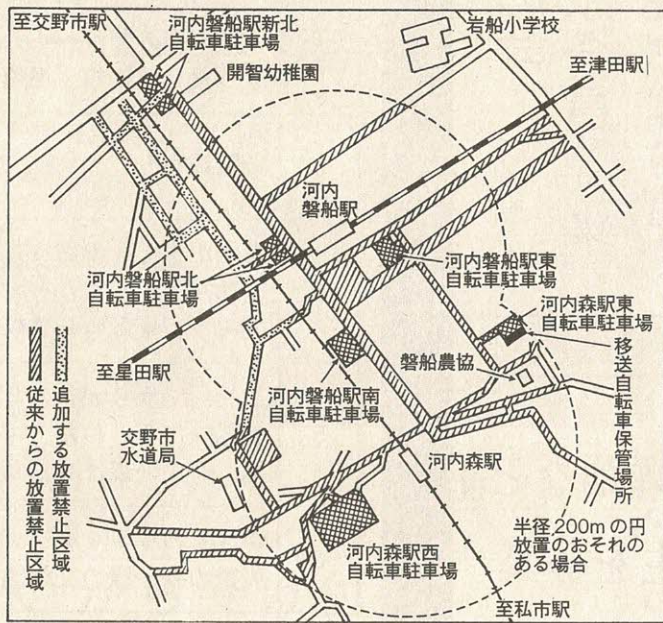 至交野市駅
河内磐船駅新北
自転車駐車場
開智幼稚園
岩船小学校
至津田駅
河内
磐船駅
河内磐船駅北
自転車駐車場
河内磐船駅東
自転車駐車場
河内森駅東
自転車駐車場
移送自転車保管場所
磐船農協
至星田駅
河内磐船駅南
自転車駐車場
追加する放置禁止区域
従来からの放置禁止区域
交野市
水道局
河内森駅
河内森駅西
自転車駐車場
半径200mの円
放置のおそれの
ある場合
至私市駅